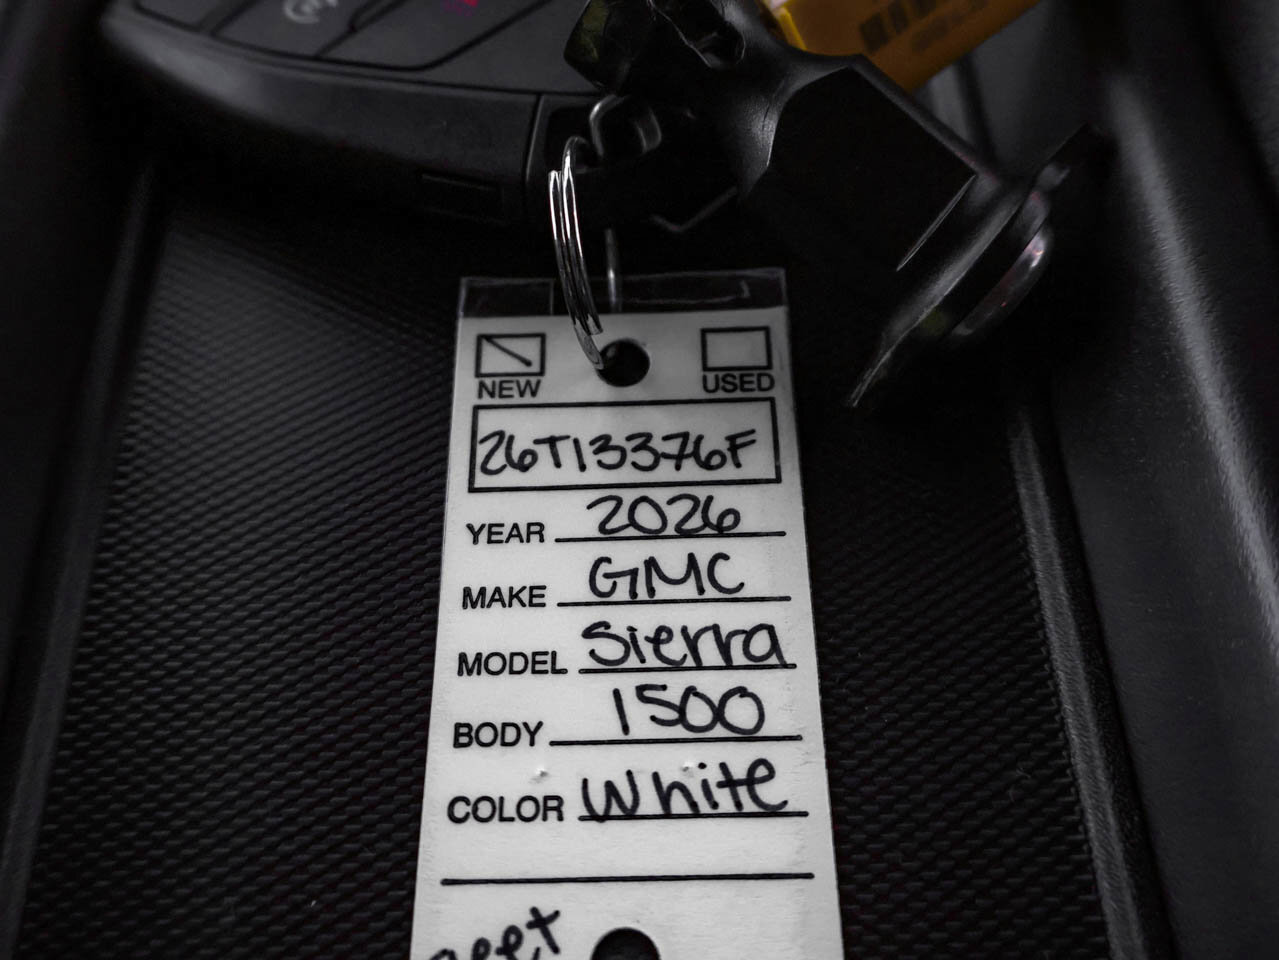 NEW USED
26T13376F
YEAR 2026
MAKE GMC
MODEL Sierra
BODY 1500
COLOR White